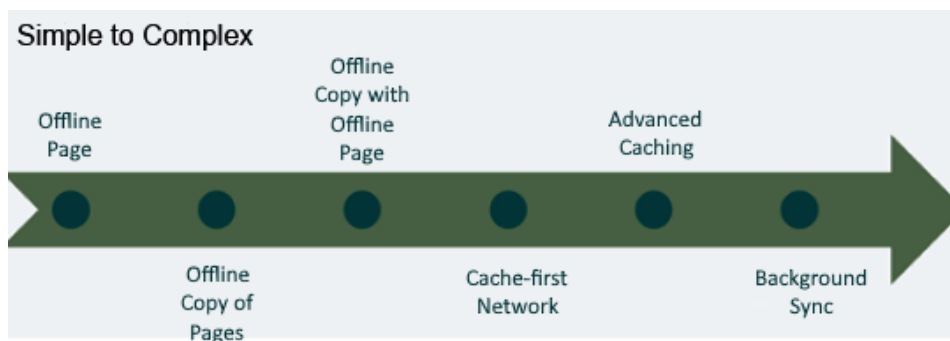 Simple to Complex
Offline
Page
Offline
Copy of
Pages
Offline
Copy with
Offline
Page
Cache-first
Network
Advanced
Caching
Background
Sync